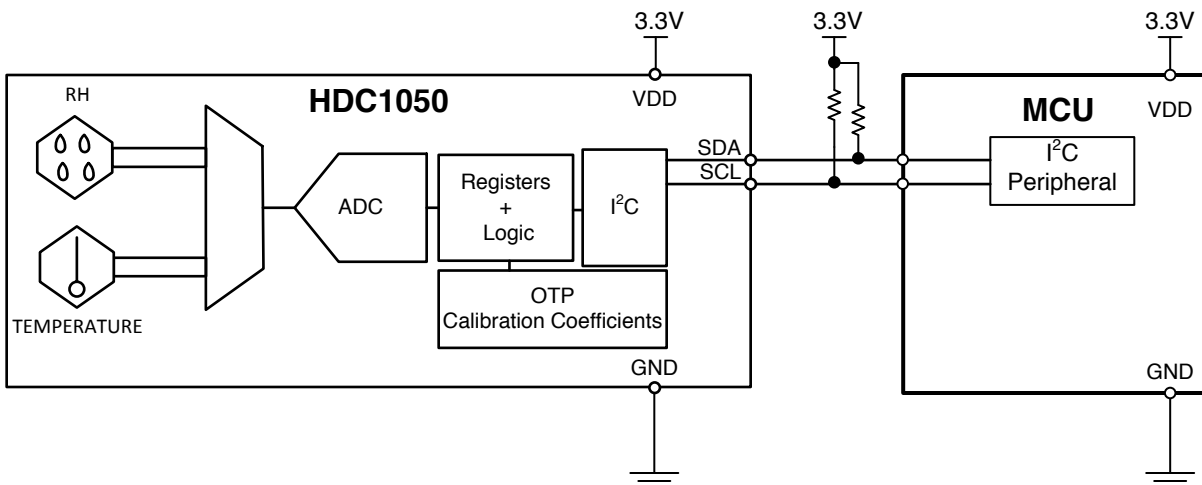 3.3V
3.3V
3.3V
RH
HDC1050
VDD
MCU
VDD
SDA
SCL
I²C
Peripheral
ADC
Registers
+
Logic
I²C
OTP
Calibration Coefficients
TEMPERATURE
GND
GND